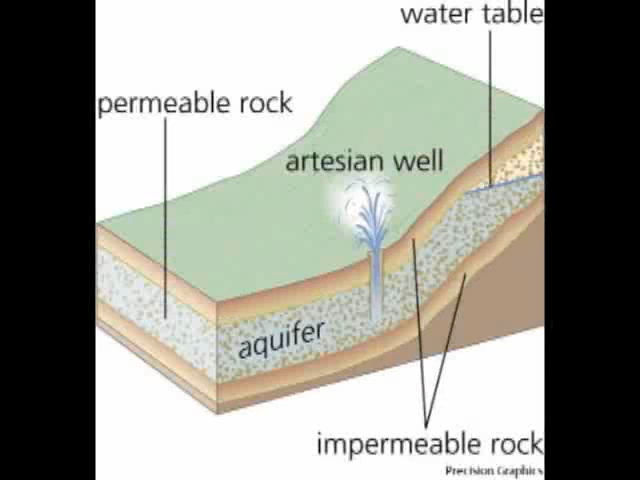 water table
permeable rock
artesian well
aquifer
impermeable rock
Precision Graphics